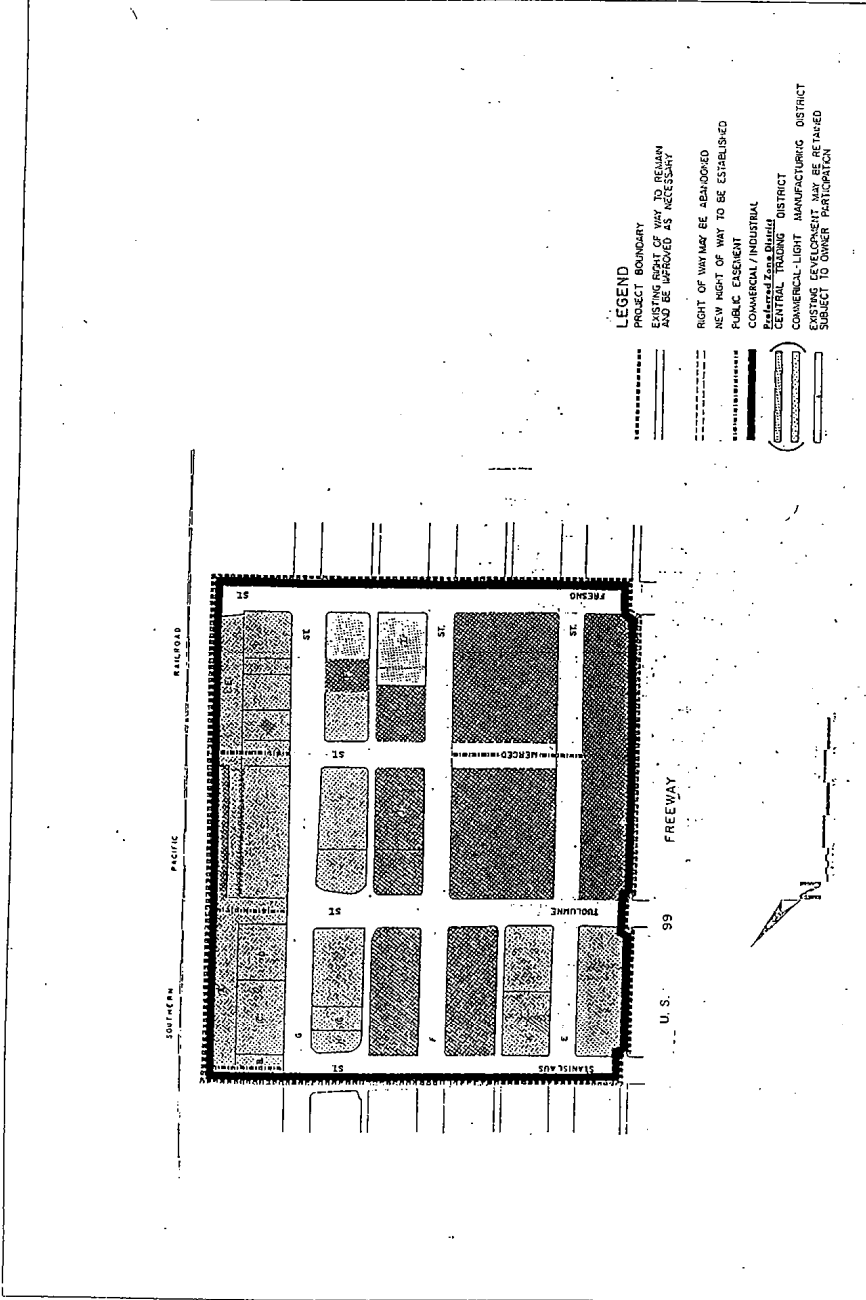 SOUTHERN PACIFIC RAILROAD
FRESNO ST.
MERCED ST.
TUOLUMNE ST.
STANISLAUS ST.
G ST.
F ST.
E ST.
U. S. 99 FREEWAY
LEGEND
PROJECT BOUNDARY
EXISTING RIGHT OF WAY TO REMAIN
AND BE IMPROVED AS NECESSARY
RIGHT OF WAY MAY BE ABANDONED
NEW RIGHT OF WAY TO BE ESTABLISHED
PUBLIC EASEMENT
COMMERCIAL / INDUSTRIAL
Preferred Zone District
CENTRAL TRADING DISTRICT
COMMERICAL-LIGHT MANUFACTURING DISTRICT
EXISTING DEVELOPMENT MAY BE RETAINED
SUBJECT TO OWNER PARTICIPATION